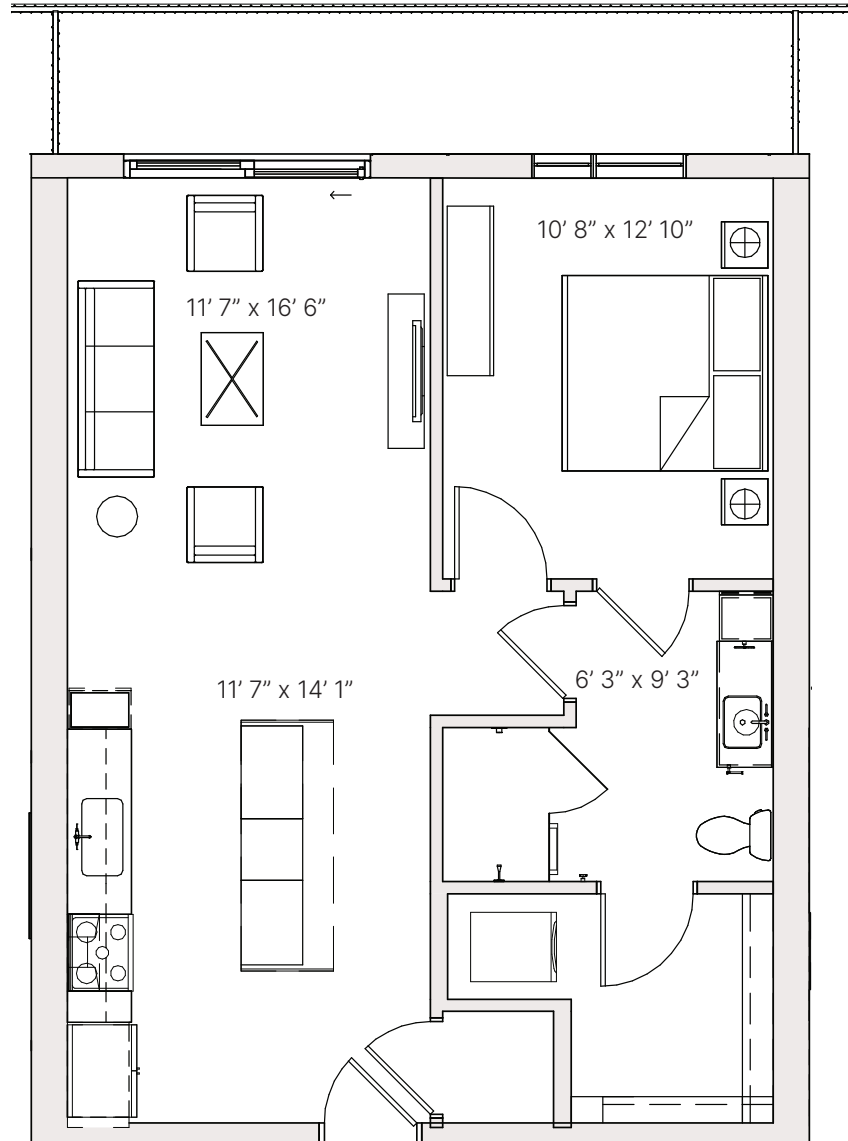 10’ 8” x 12’ 10”
11’ 7” x 16’ 6”
11’ 7” x 14’ 1”
6’ 3” x 9’ 3”